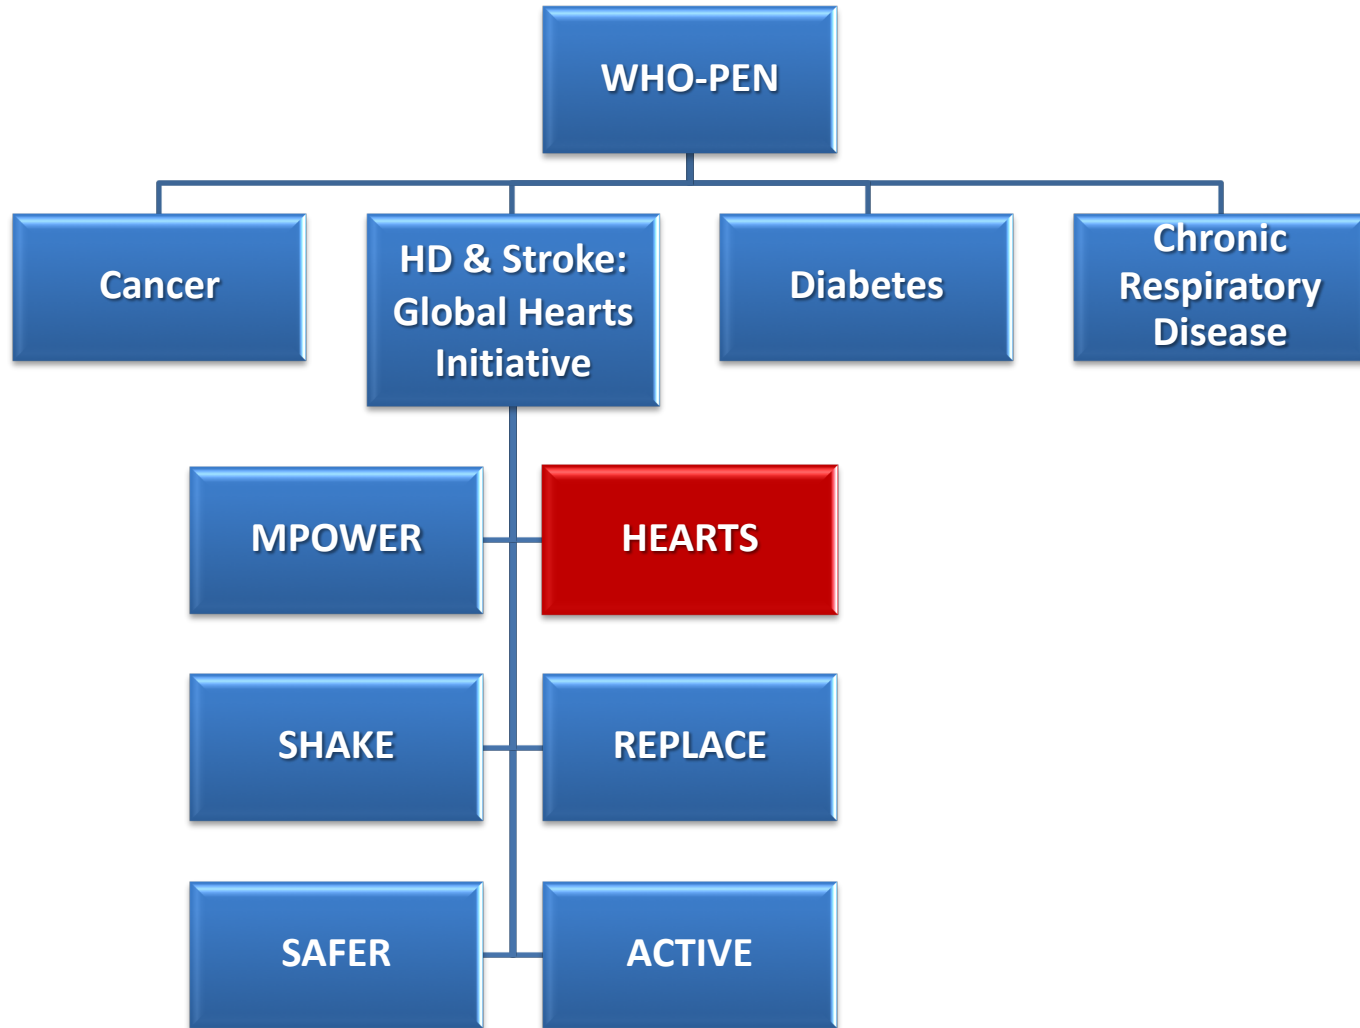 WHO-PEN
Cancer
HD & Stroke:
Global Hearts
Initiative
Diabetes
Chronic
Respiratory
Disease
MPOWER
HEARTS
SHAKE
REPLACE
SAFER
ACTIVE